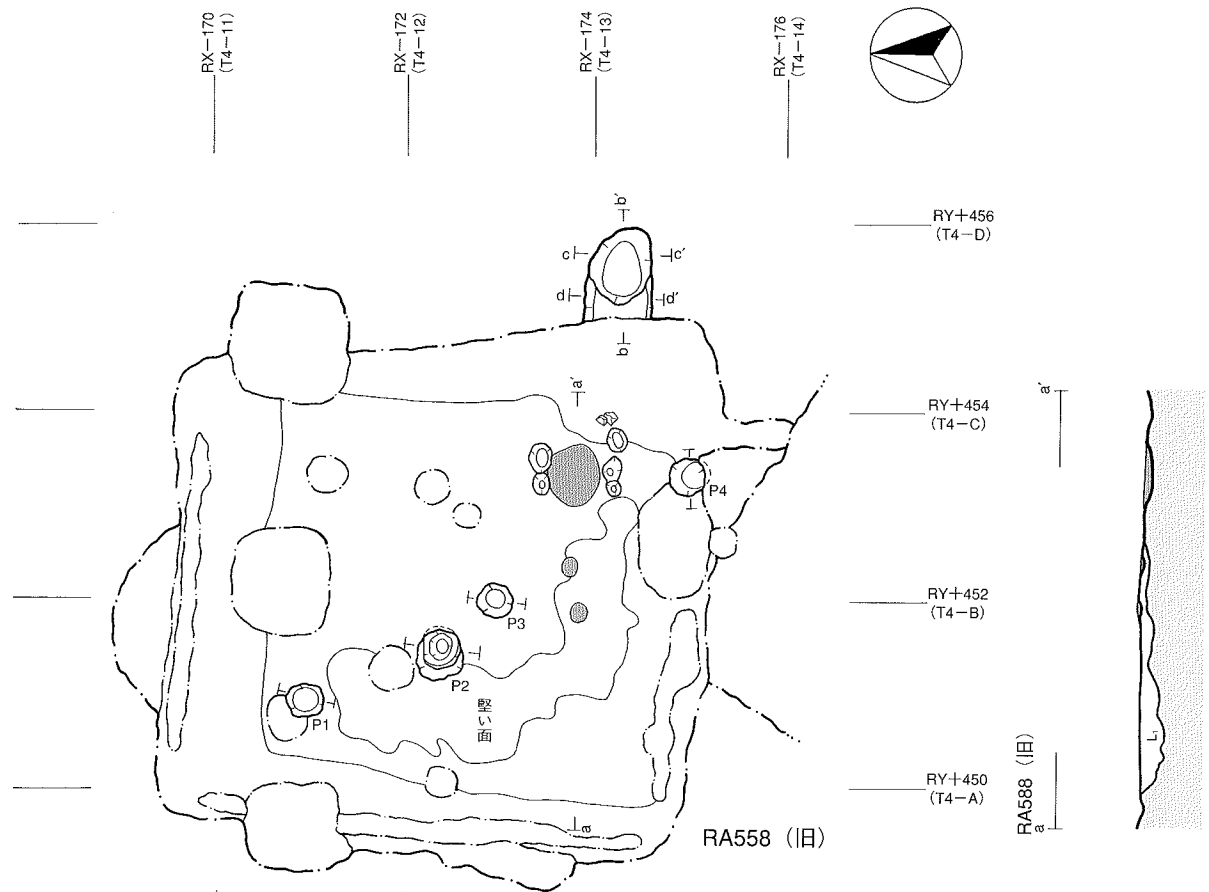 RX−170
(T4−11)
RX−172
(T4−12)
RX−174
(T4−13)
RX−176
(T4−14)
RY+456
(T4−D)
RY+454
(T4−C)
RY+452
(T4−B)
RY+450
(T4−A)
b'
c
c'
d
d'
b
a'
P4
P3
P2
P1
堅い面
a
RA558（旧）
a'
L₁
RA588（旧）
a